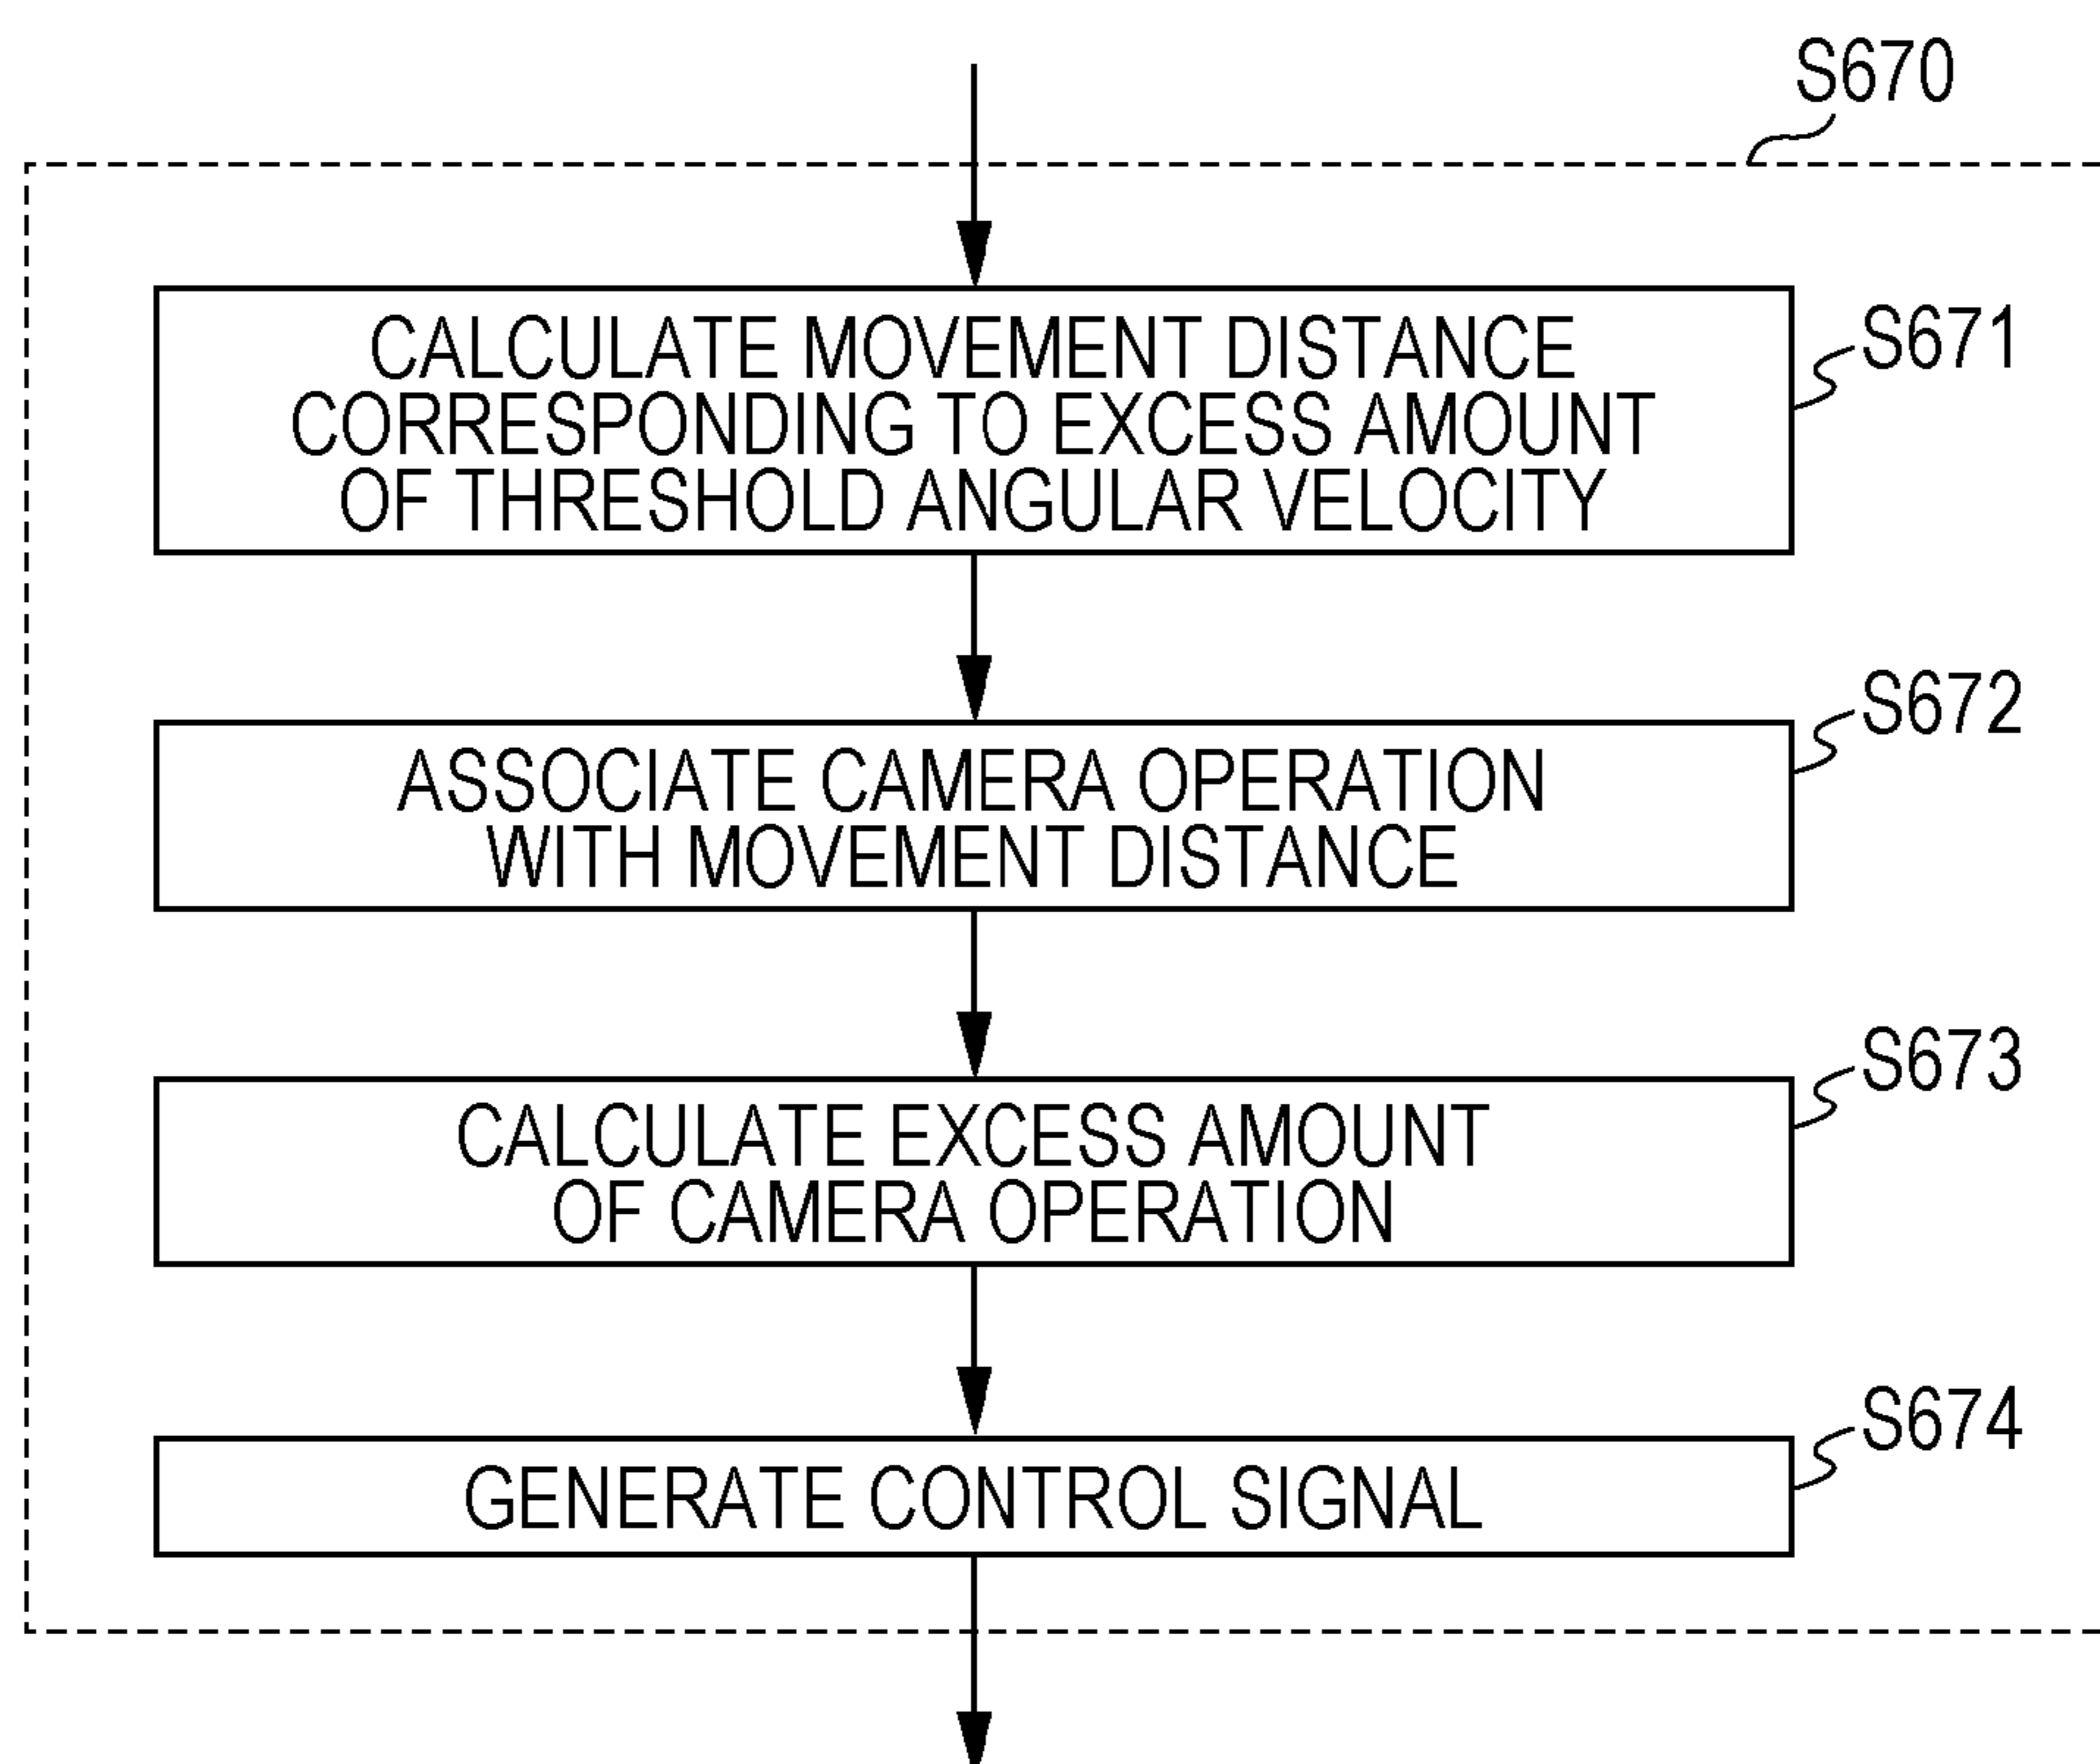 S670
CALCULATE MOVEMENT DISTANCE
CORRESPONDING TO EXCESS AMOUNT
OF THRESHOLD ANGULAR VELOCITY
S671
ASSOCIATE CAMERA OPERATION
WITH MOVEMENT DISTANCE
S672
CALCULATE EXCESS AMOUNT
OF CAMERA OPERATION
S673
GENERATE CONTROL SIGNAL
S674